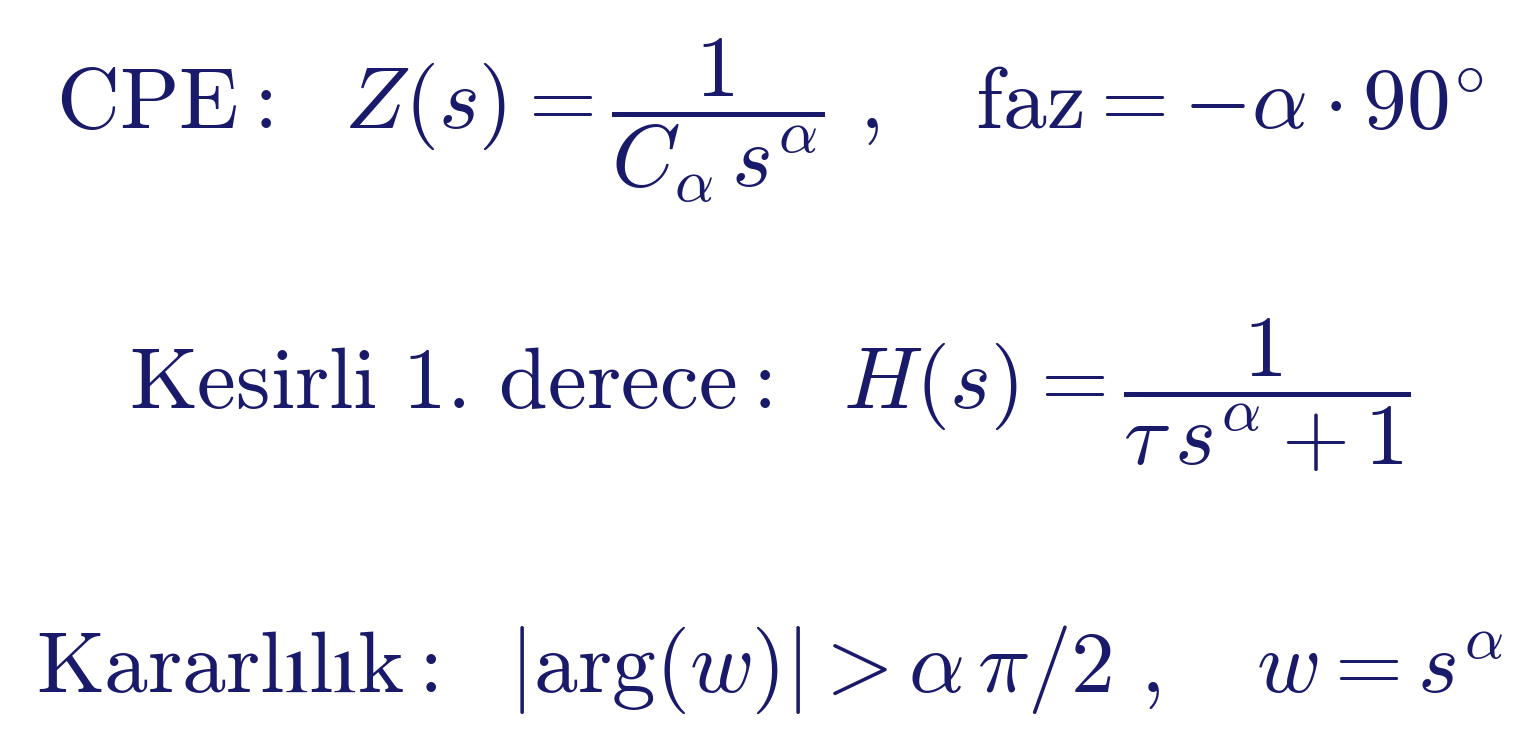 CPE :   Z(s) = 1 / (C_α s^α) ,   faz = −α · 90°
Kesirli 1. derece :   H(s) = 1 / (τ s^α + 1)
Kararlılık :   |arg(w)| > α π/2 ,   w = s^α